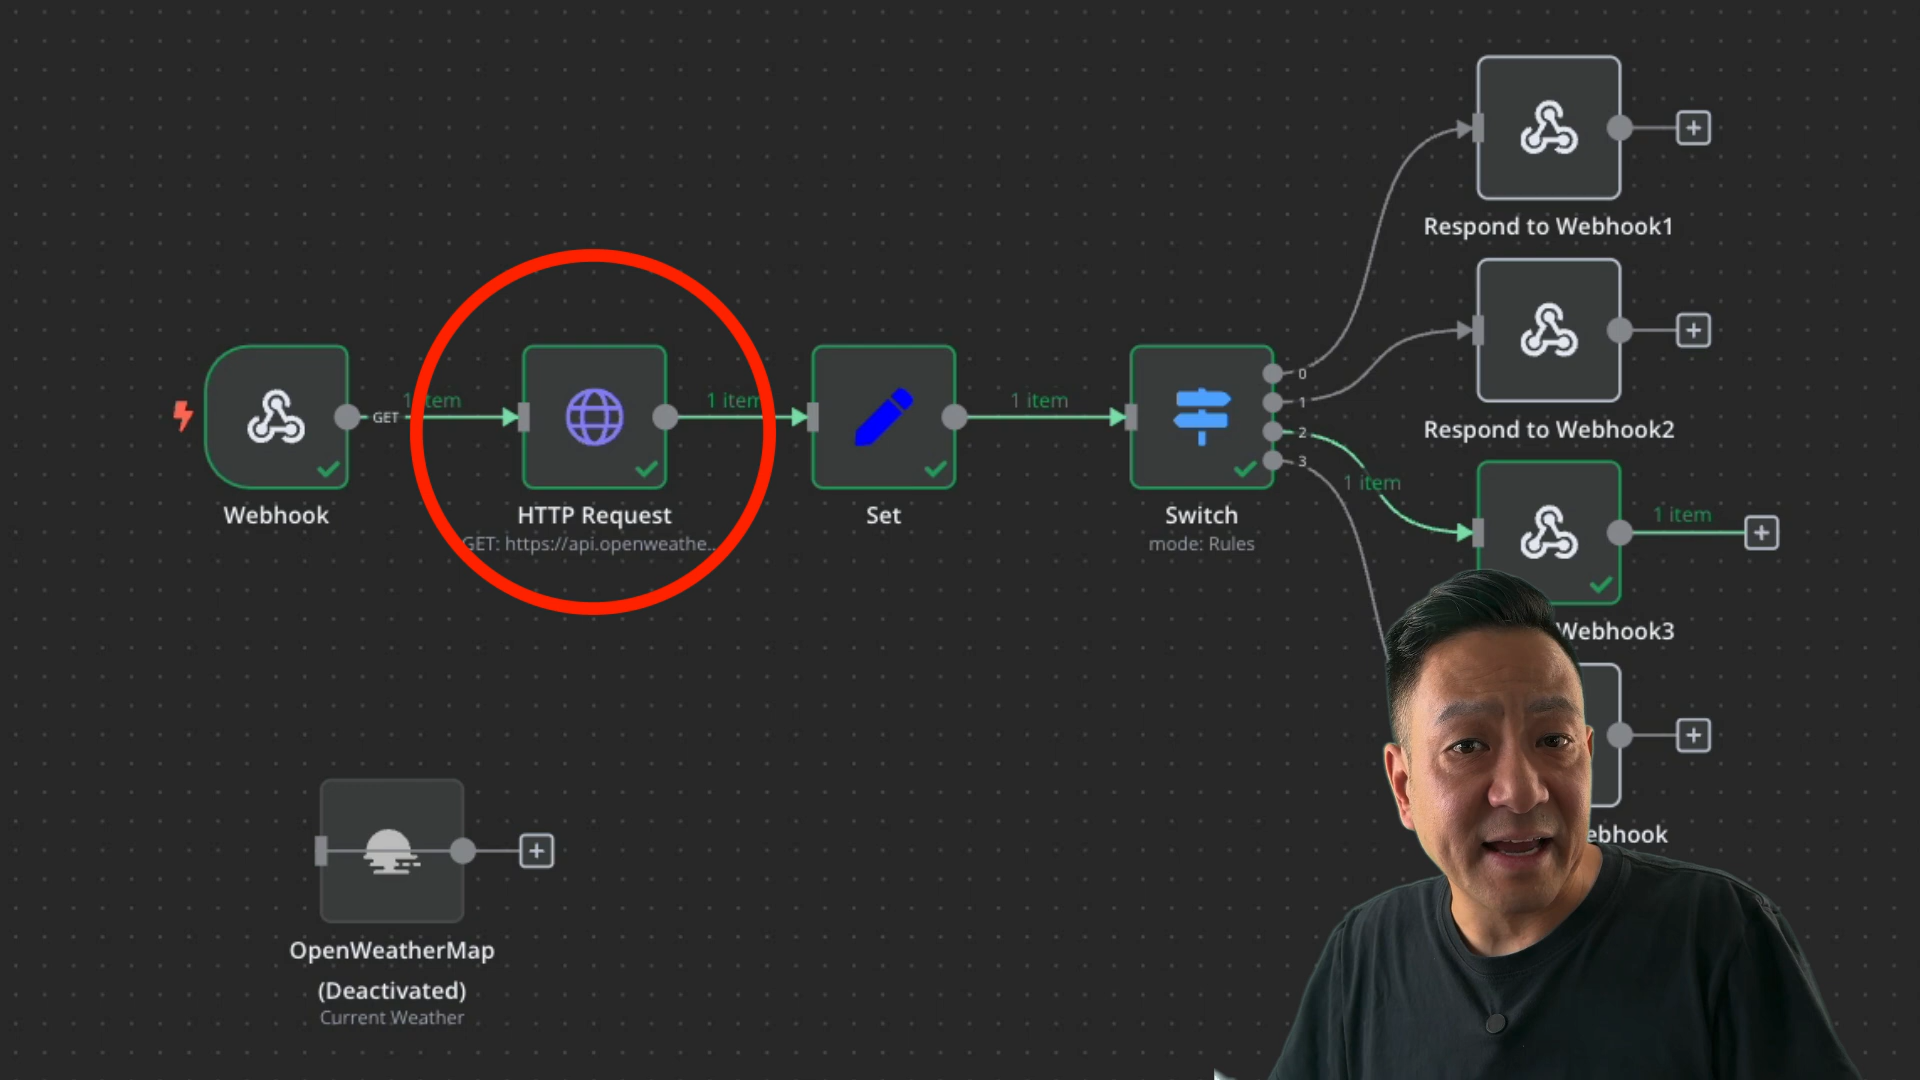 Respond to Webhook1
Respond to Webhook2
GET
1 item
1 item
1 item
0
1
2
3
1 item
1 item
Webhook
HTTP Request
GET: https://api.openweathe...
Set
Switch
mode: Rules
Webhook3
ebhook
OpenWeatherMap
(Deactivated)
Current Weather